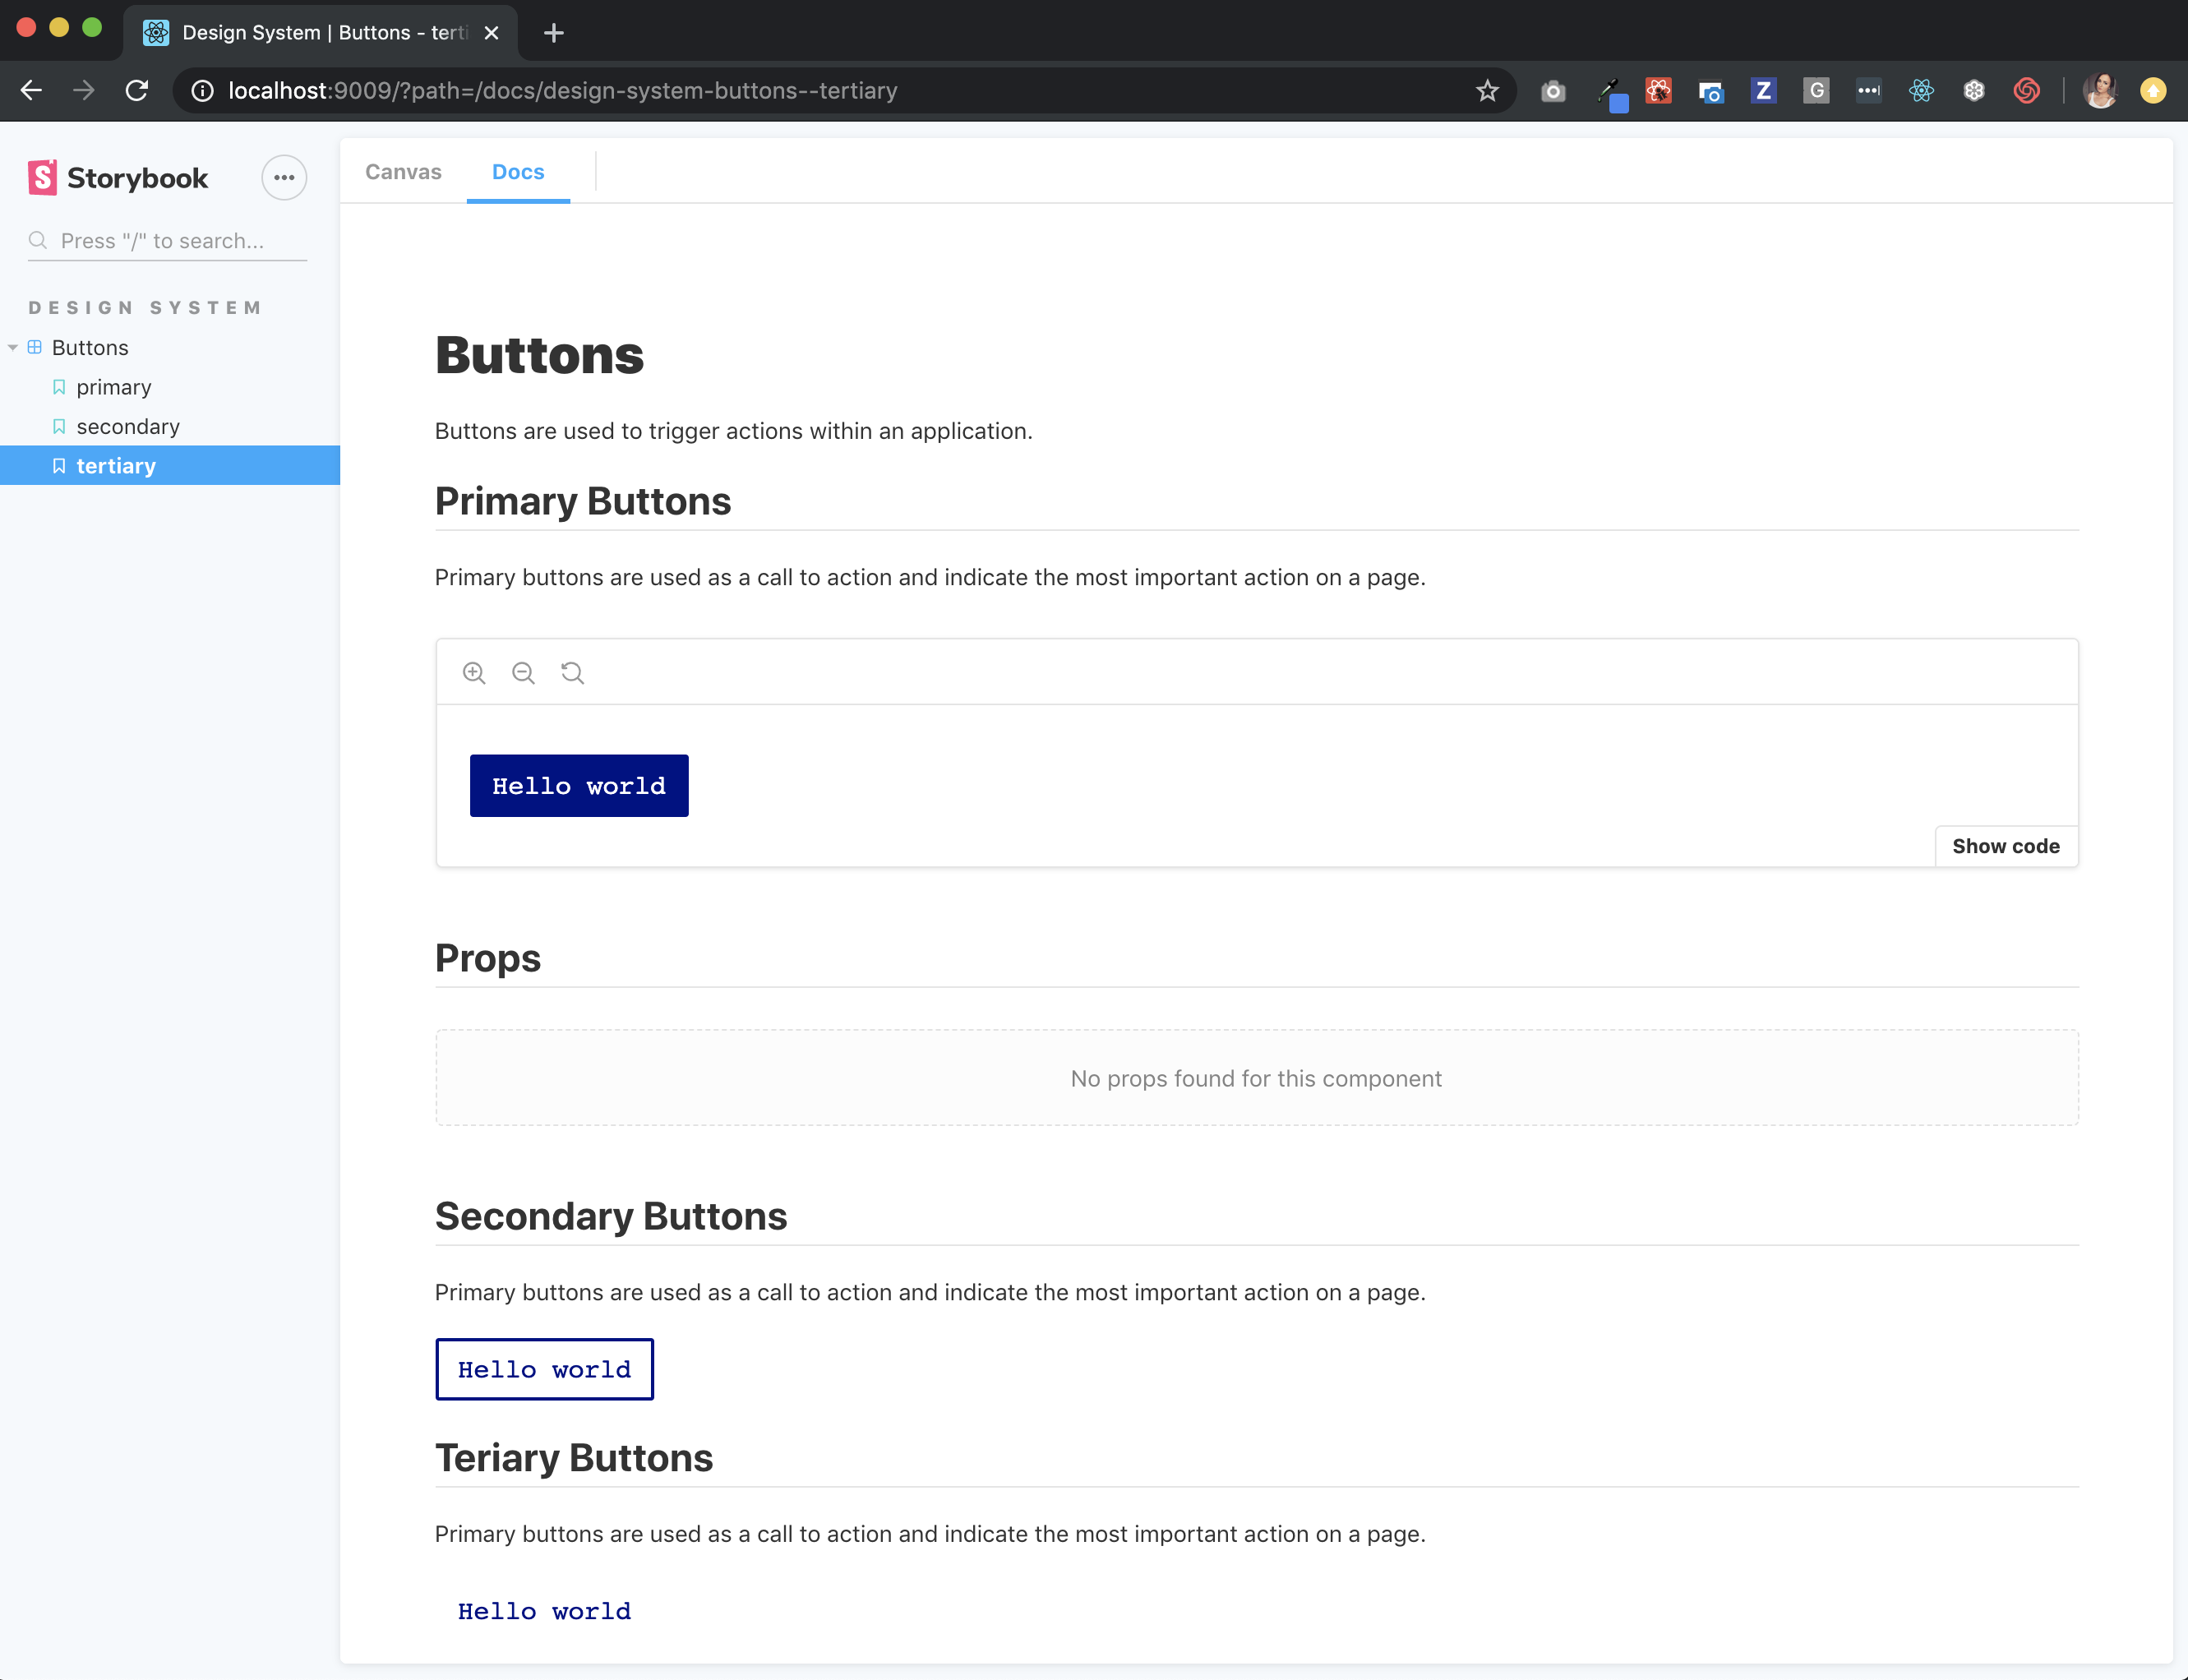 Design System | Buttons - terti
localhost:9009/?path=/docs/design-system-buttons--tertiary
Z
G
S Storybook
Press "/" to search...
DESIGN SYSTEM
Buttons
primary
secondary
tertiary
Canvas
Docs
Buttons
Buttons are used to trigger actions within an application.
Primary Buttons
Primary buttons are used as a call to action and indicate the most important action on a page.
Hello world
Show code
Props
No props found for this component
Secondary Buttons
Primary buttons are used as a call to action and indicate the most important action on a page.
Hello world
Teriary Buttons
Primary buttons are used as a call to action and indicate the most important action on a page.
Hello world